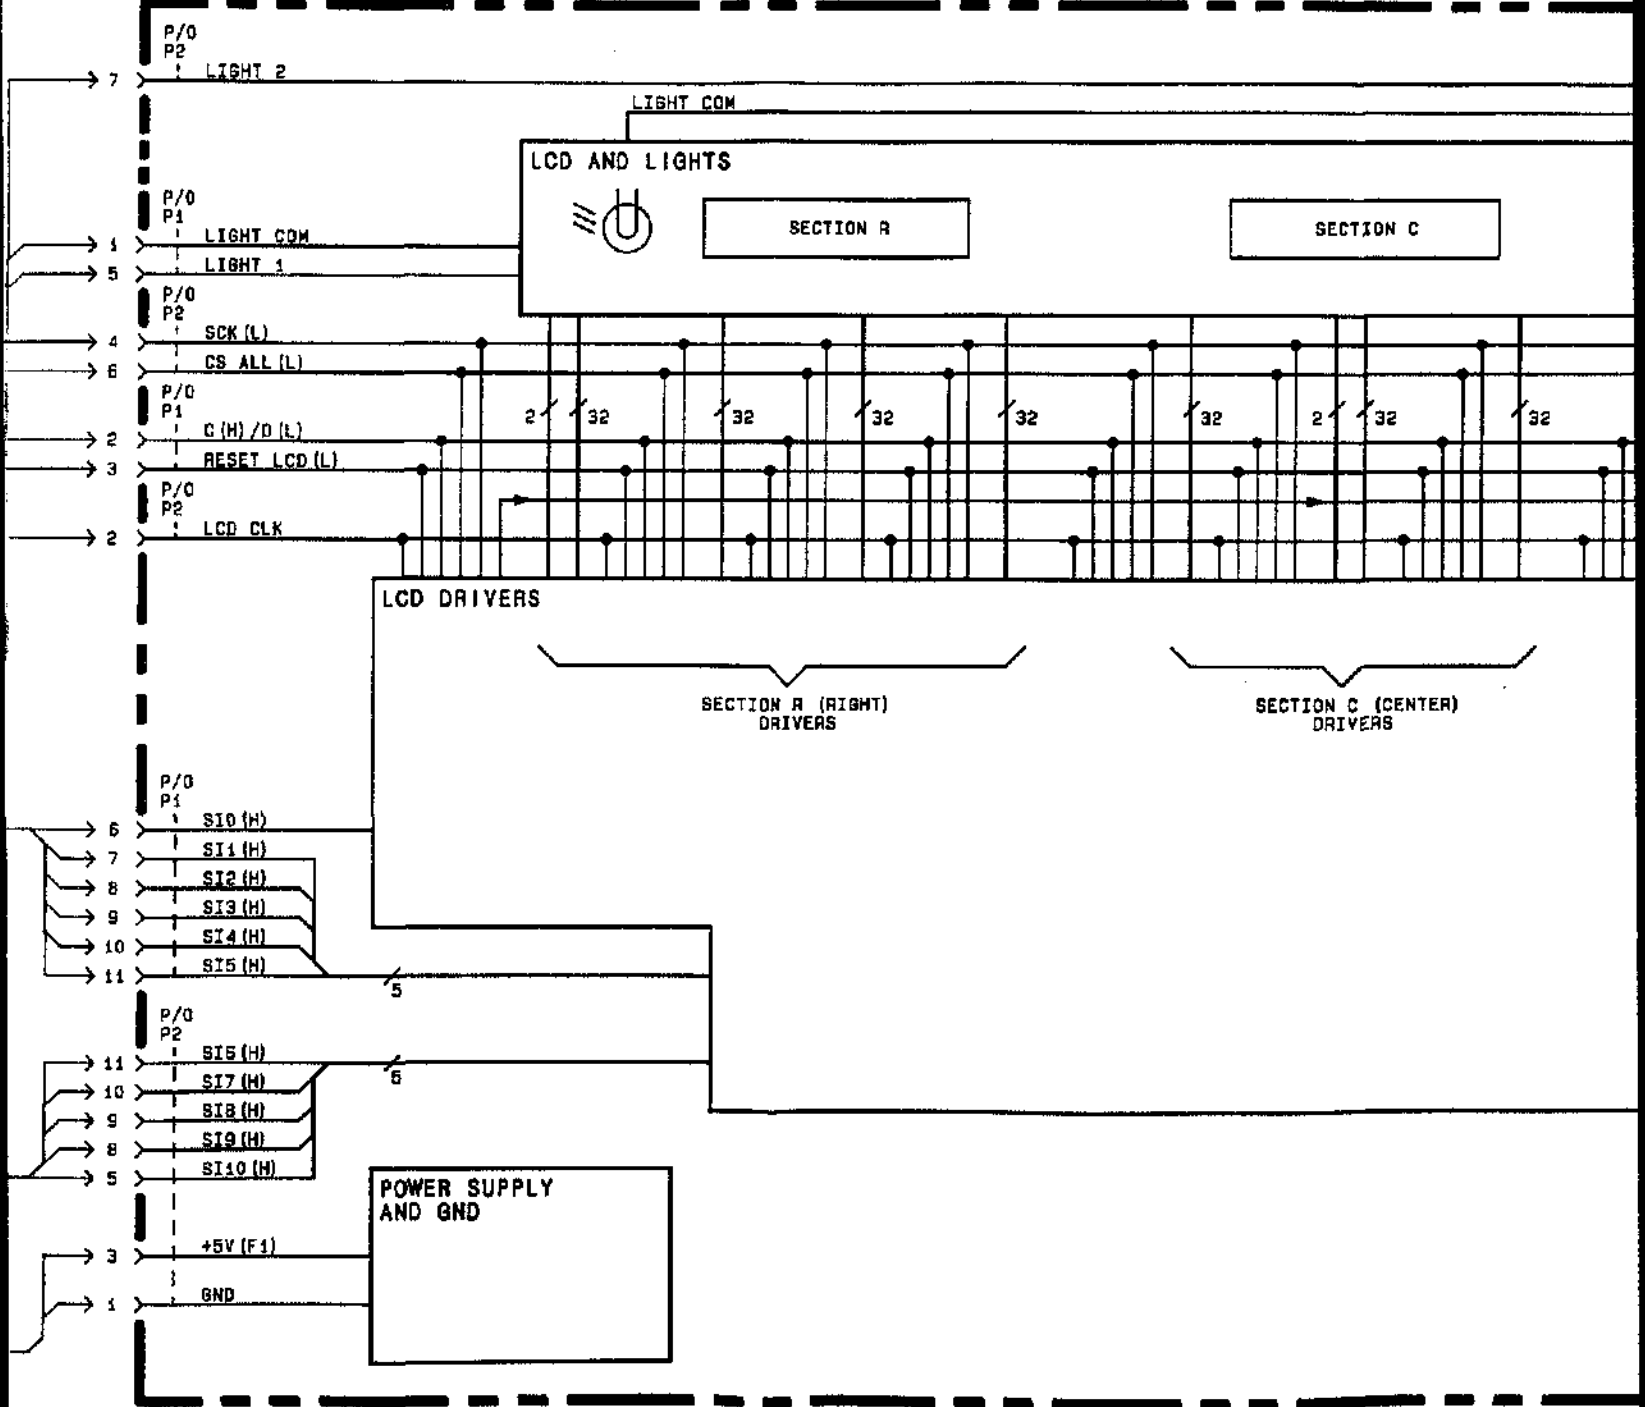 P/O
P2
7 LIGHT 2
LIGHT COM
LCD AND LIGHTS
SECTION R
SECTION C
P/O
P1
1 LIGHT COM
5 LIGHT 1
P/O
P2
4 SCK(L)
6 CS ALL(L)
P/O
P1
2 32 32 32 32 32 2 32 32
2 C(H)/D(L)
3 RESET LCD(L)
P/O
P2
2 LCD CLK
LCD DRIVERS
SECTION R (RIGHT)
DRIVERS
SECTION C (CENTER)
DRIVERS
P/O
P1
6 SI0(H)
7 SI1(H)
8 SI2(H)
9 SI3(H)
10 SI4(H)
11 SI5(H)
5
P/O
P2
11 SI6(H)
5
10 SI7(H)
9 SI8(H)
8 SI9(H)
5 SI10(H)
POWER SUPPLY
AND GND
3 +5V(F1)
1 GND